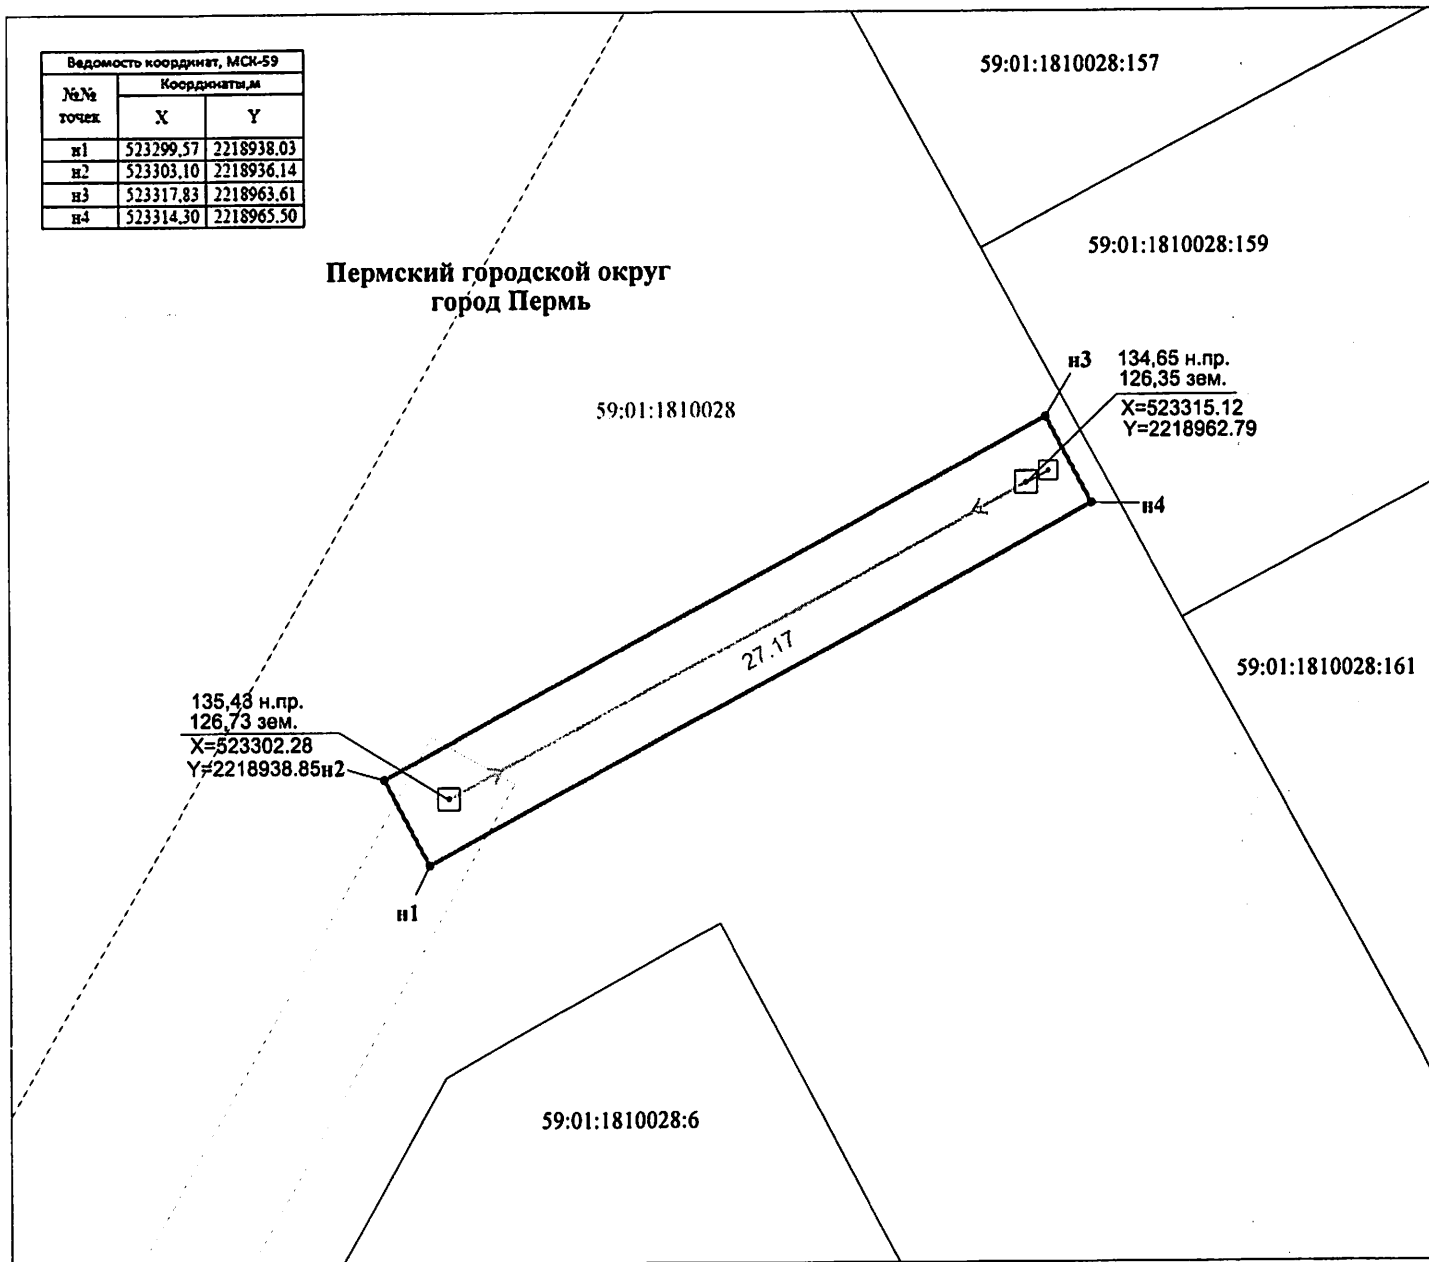 Ведомость координат, МСК-59
№№ точек
Координаты,м
X Y
н1 523299,57 2218938,03
н2 523303,10 2218936,14
н3 523317,83 2218963,61
н4 523314,30 2218965,50
59:01:1810028:157
59:01:1810028:159
Пермский городской округ
город Пермь
н3
134,65 н.пр.
126,35 зем.
X=523315.12
Y=2218962.79
59:01:1810028
н4
27.17
59:01:1810028:161
135,43 н.пр.
126,73 зем.
X=523302.28
Y=2218938.85
н2
н1
59:01:1810028:6